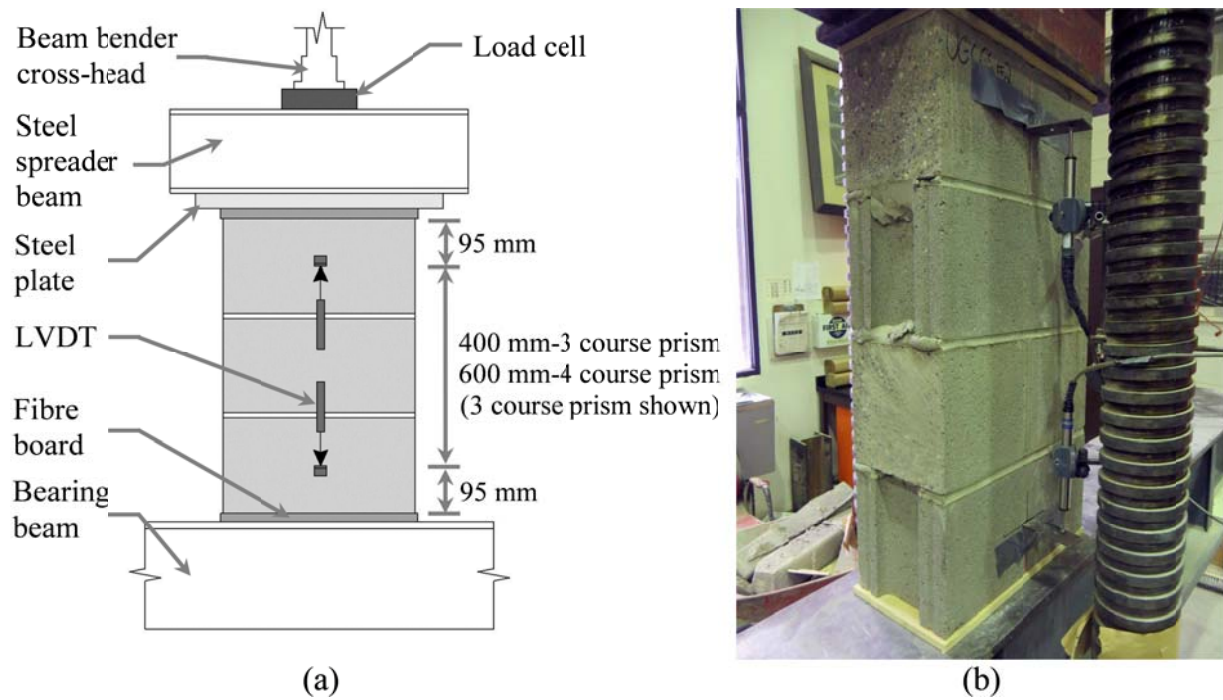 Beam bender
cross-head
Load cell
Steel
spreader
beam
Steel
plate
LVDT
Fibre
board
Bearing
beam
95 mm
400 mm-3 course prism
600 mm-4 course prism
(3 course prism shown)
95 mm
(a)
FIRST
(b)